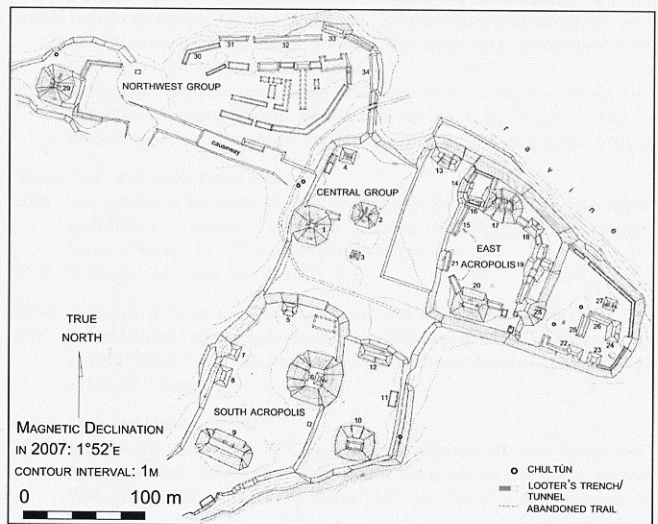 33
31
32
30
34
29
NORTHWEST GROUP
causeway
ravine
4
13
CENTRAL GROUP
14
16
17
2
1
15
18
EAST
ACROPOLIS
19
3
21
20
27
28
25
26
24
22
23
5
TRUE
NORTH
7
12
8
6
11
SOUTH ACROPOLIS
10
9
MAGNETIC DECLINATION
IN 2007: 1°52'E
CONTOUR INTERVAL: 1M
0 100 m
CHULTÚN
LOOTER'S TRENCH/
TUNNEL
ABANDONED TRAIL